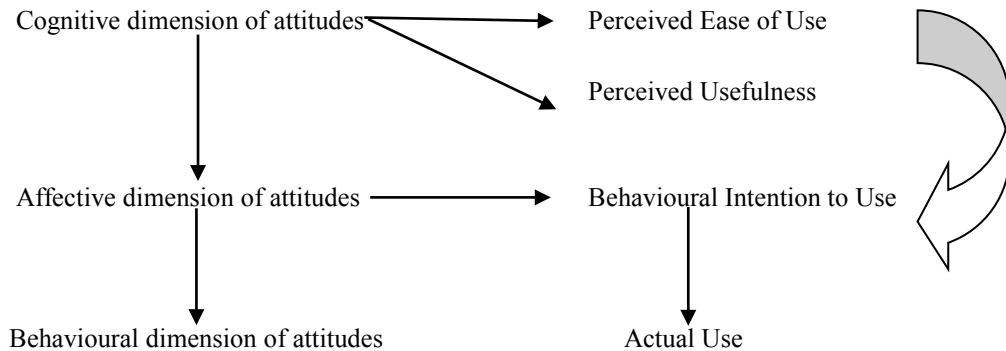 Cognitive dimension of attitudes
Perceived Ease of Use
Perceived Usefulness
Affective dimension of attitudes
Behavioural Intention to Use
Behavioural dimension of attitudes
Actual Use